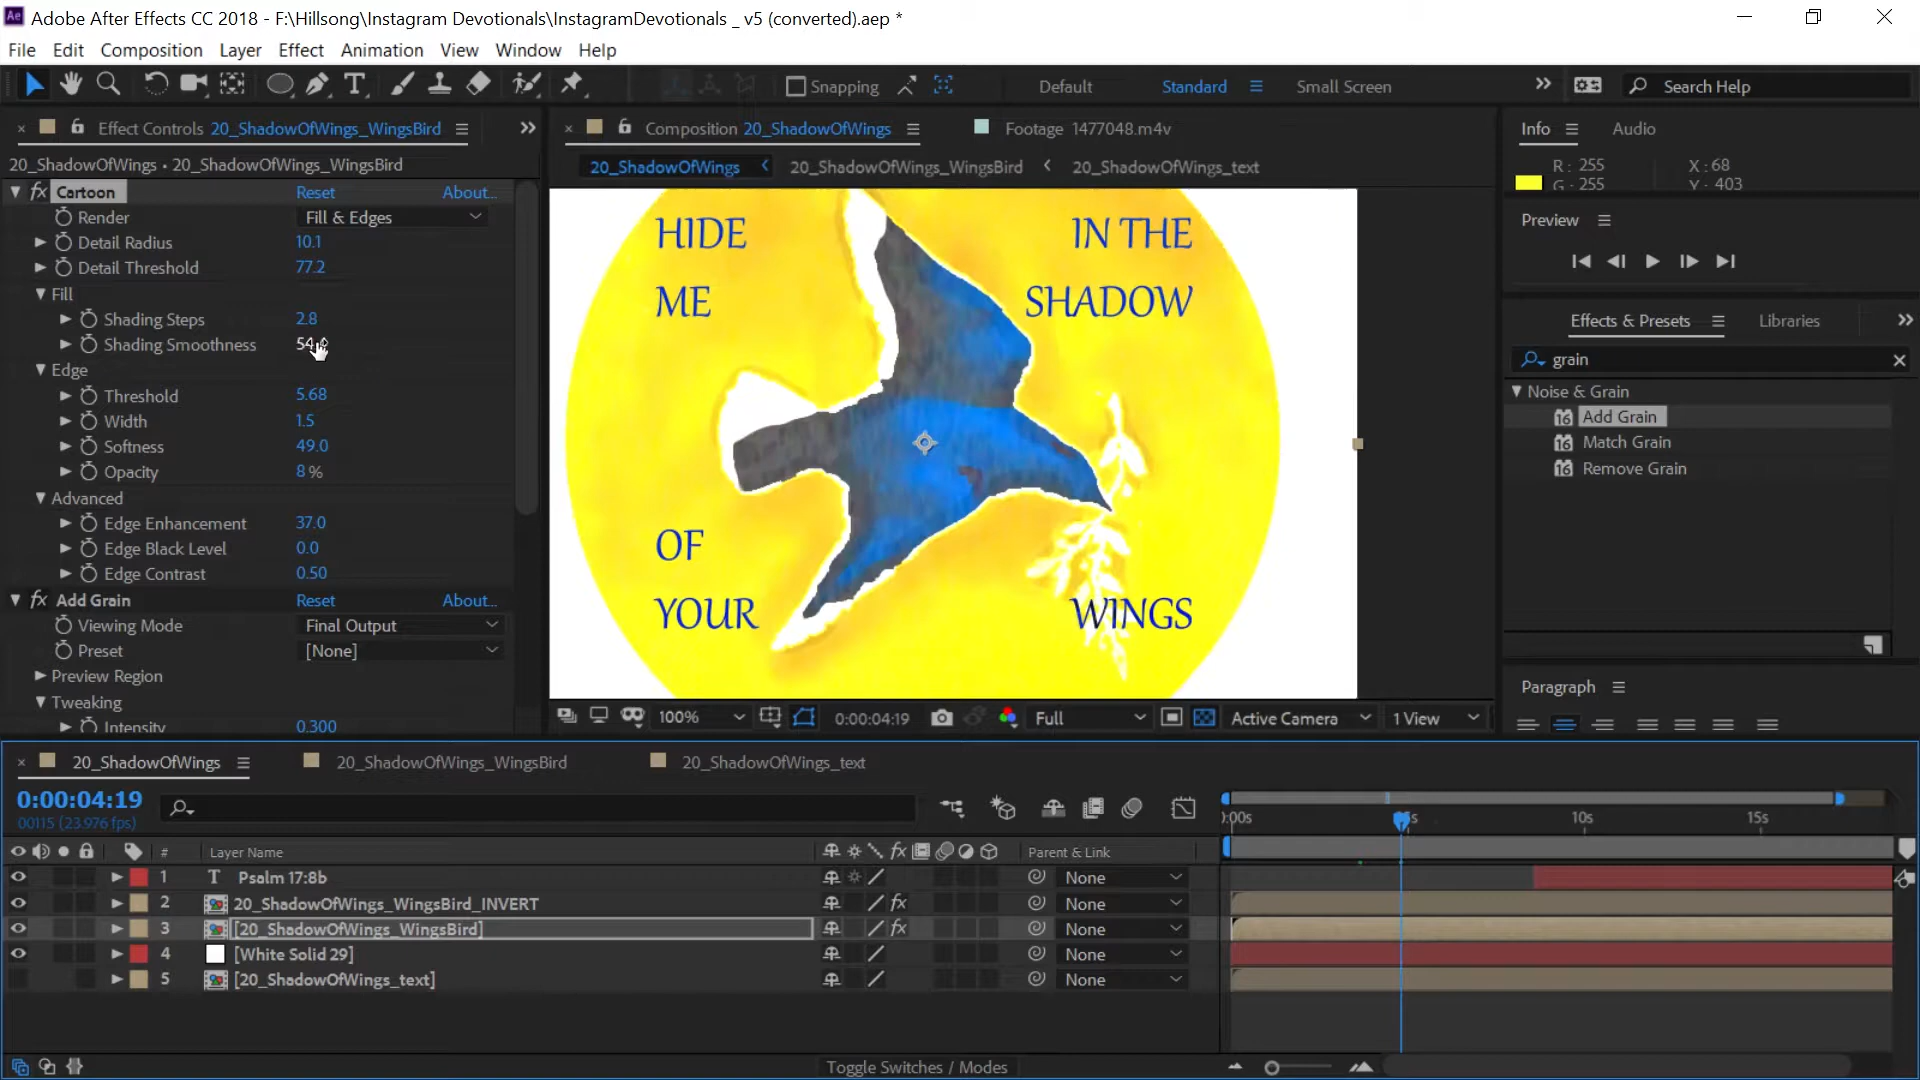 Adobe After Effects CC 2018 - F:\Hillsong\Instagram Devotionals\InstagramDevotionals _ v5 (converted).aep *
File Edit Composition Layer Effect Animation View Window Help
Snapping Default Standard Small Screen Search Help
Effect Controls 20_ShadowOfWings_WingsBird
20_ShadowOfWings • 20_ShadowOfWings_WingsBird
fx Cartoon Reset About...
Render Fill & Edges
Detail Radius 10.1
Detail Threshold 77.2
Fill
Shading Steps 2.8
Shading Smoothness
Edge
Threshold 5.68
Width 1.5
Softness 49.0
Opacity 8 %
Advanced
Edge Enhancement 37.0
Edge Black Level 0.0
Edge Contrast 0.50
fx Add Grain Reset About...
Viewing Mode Final Output
Preset [None]
Preview Region
Tweaking
Intensity 0.300
Composition 20_ShadowOfWings Footage 1477048.m4v
20_ShadowOfWings 20_ShadowOfWings_WingsBird 20_ShadowOfWings_text
HIDE IN THE
ME SHADOW
OF
YOUR WINGS
100% 0:00:04:19 Full Active Camera 1 View
Info Audio
R: 255 X: 68
G: 255 Y: 403
Preview
Effects & Presets Libraries
grain
Noise & Grain
Add Grain
Match Grain
Remove Grain
Paragraph
20_ShadowOfWings 20_ShadowOfWings_WingsBird 20_ShadowOfWings_text
0:00:04:19
00115 (23.976 fps)
10s 15s
# Layer Name fx Parent & Link
1 T Psalm 17:8b None
2 20_ShadowOfWings_WingsBird_INVERT fx None
3 [20_ShadowOfWings_WingsBird] fx None
4 [White Solid 29] None
5 [20_ShadowOfWings_text] None
Toggle Switches / Modes